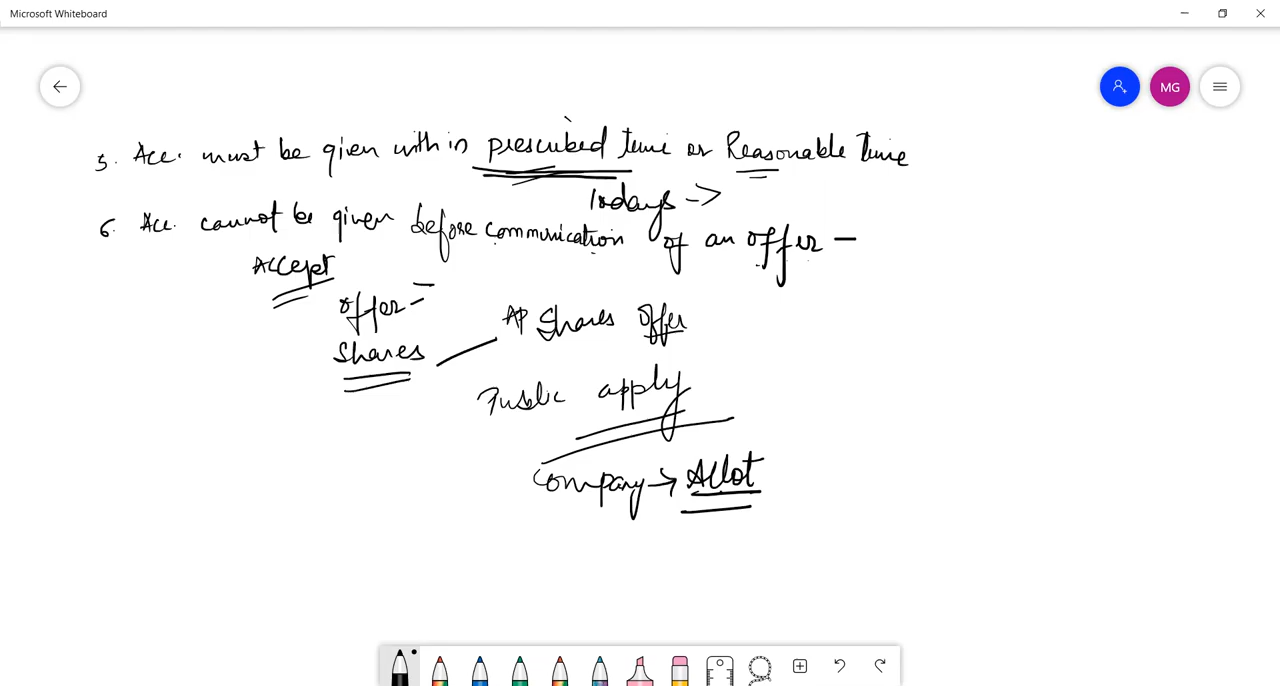 Microsoft Whiteboard
MG
5. Acc. must be given within prescribed time or Reasonable Time
10days ->
6. Acc. cannot be given before communication of an offer -
Accept
offer -
Shares
Shares offer
Public apply
Company -> Allot